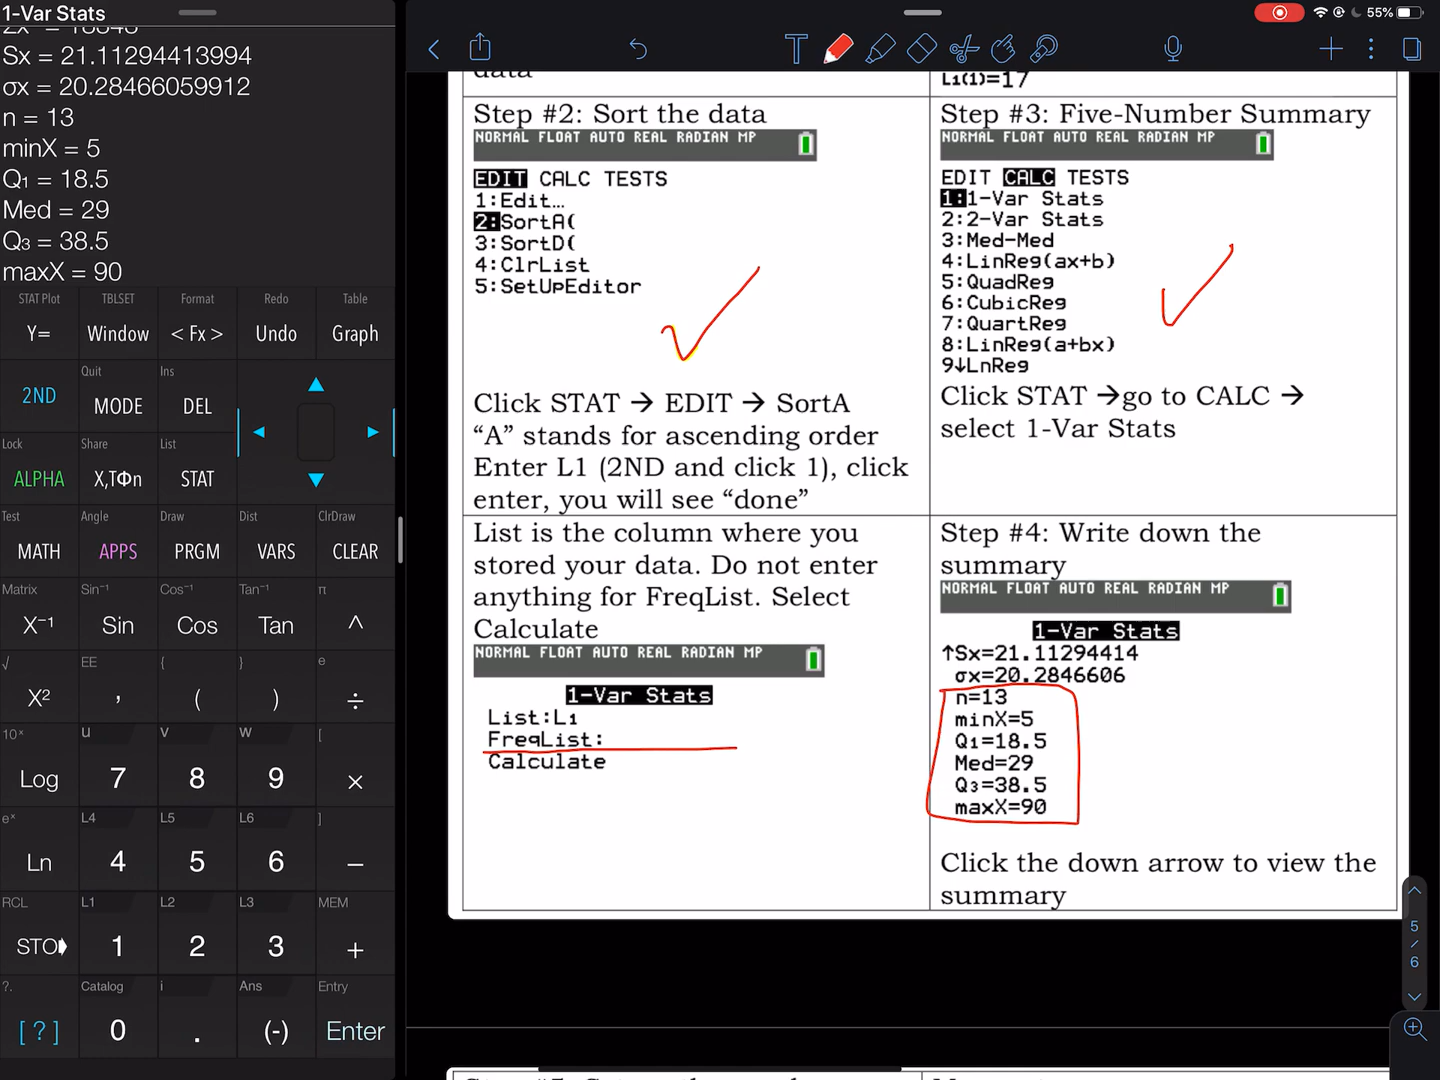 1-Var Stats
Sx = 21.11294413994
σx = 20.28466059912
n = 13
minX = 5
Q₁ = 18.5
Med = 29
Q₃ = 38.5
maxX = 90
STAT Plot TBLSET Format Redo Table
Y= Window < Fx > Undo Graph
Quit Ins
2ND MODE DEL
Lock Share List
ALPHA X,TΦn STAT
Test Angle Draw Dist ClrDraw
MATH APPS PRGM VARS CLEAR
Matrix Sin⁻¹ Cos⁻¹ Tan⁻¹ π
X⁻¹ Sin Cos Tan ^
√ EE { } e
X² , ( ) ÷
10ˣ u v w [
Log 7 8 9 ×
eˣ L4 L5 L6 ]
Ln 4 5 6 −
RCL L1 L2 L3 MEM
STO 1 2 3 +
?. Catalog i Ans Entry
[ ? ] 0 . (-) Enter
55%
data
L1(1)=17
Step #2: Sort the data
NORMAL FLOAT AUTO REAL RADIAN MP
EDIT CALC TESTS
1:Edit…
2:SortA(
3:SortD(
4:ClrList
5:SetUpEditor
Click STAT → EDIT → SortA
“A” stands for ascending order
Enter L1 (2ND and click 1), click
enter, you will see “done”
Step #3: Five-Number Summary
NORMAL FLOAT AUTO REAL RADIAN MP
EDIT CALC TESTS
1:1-Var Stats
2:2-Var Stats
3:Med-Med
4:LinReg(ax+b)
5:QuadReg
6:CubicReg
7:QuartReg
8:LinReg(a+bx)
9↓LnReg
Click STAT →go to CALC →
select 1-Var Stats
List is the column where you
stored your data. Do not enter
anything for FreqList. Select
Calculate
NORMAL FLOAT AUTO REAL RADIAN MP
1-Var Stats
List:L₁
FreqList:
Calculate
Step #4: Write down the
summary
NORMAL FLOAT AUTO REAL RADIAN MP
1-Var Stats
↑Sx=21.11294414
σx=20.2846606
n=13
minX=5
Q₁=18.5
Med=29
Q₃=38.5
maxX=90
Click the down arrow to view the
summary
5
/
6